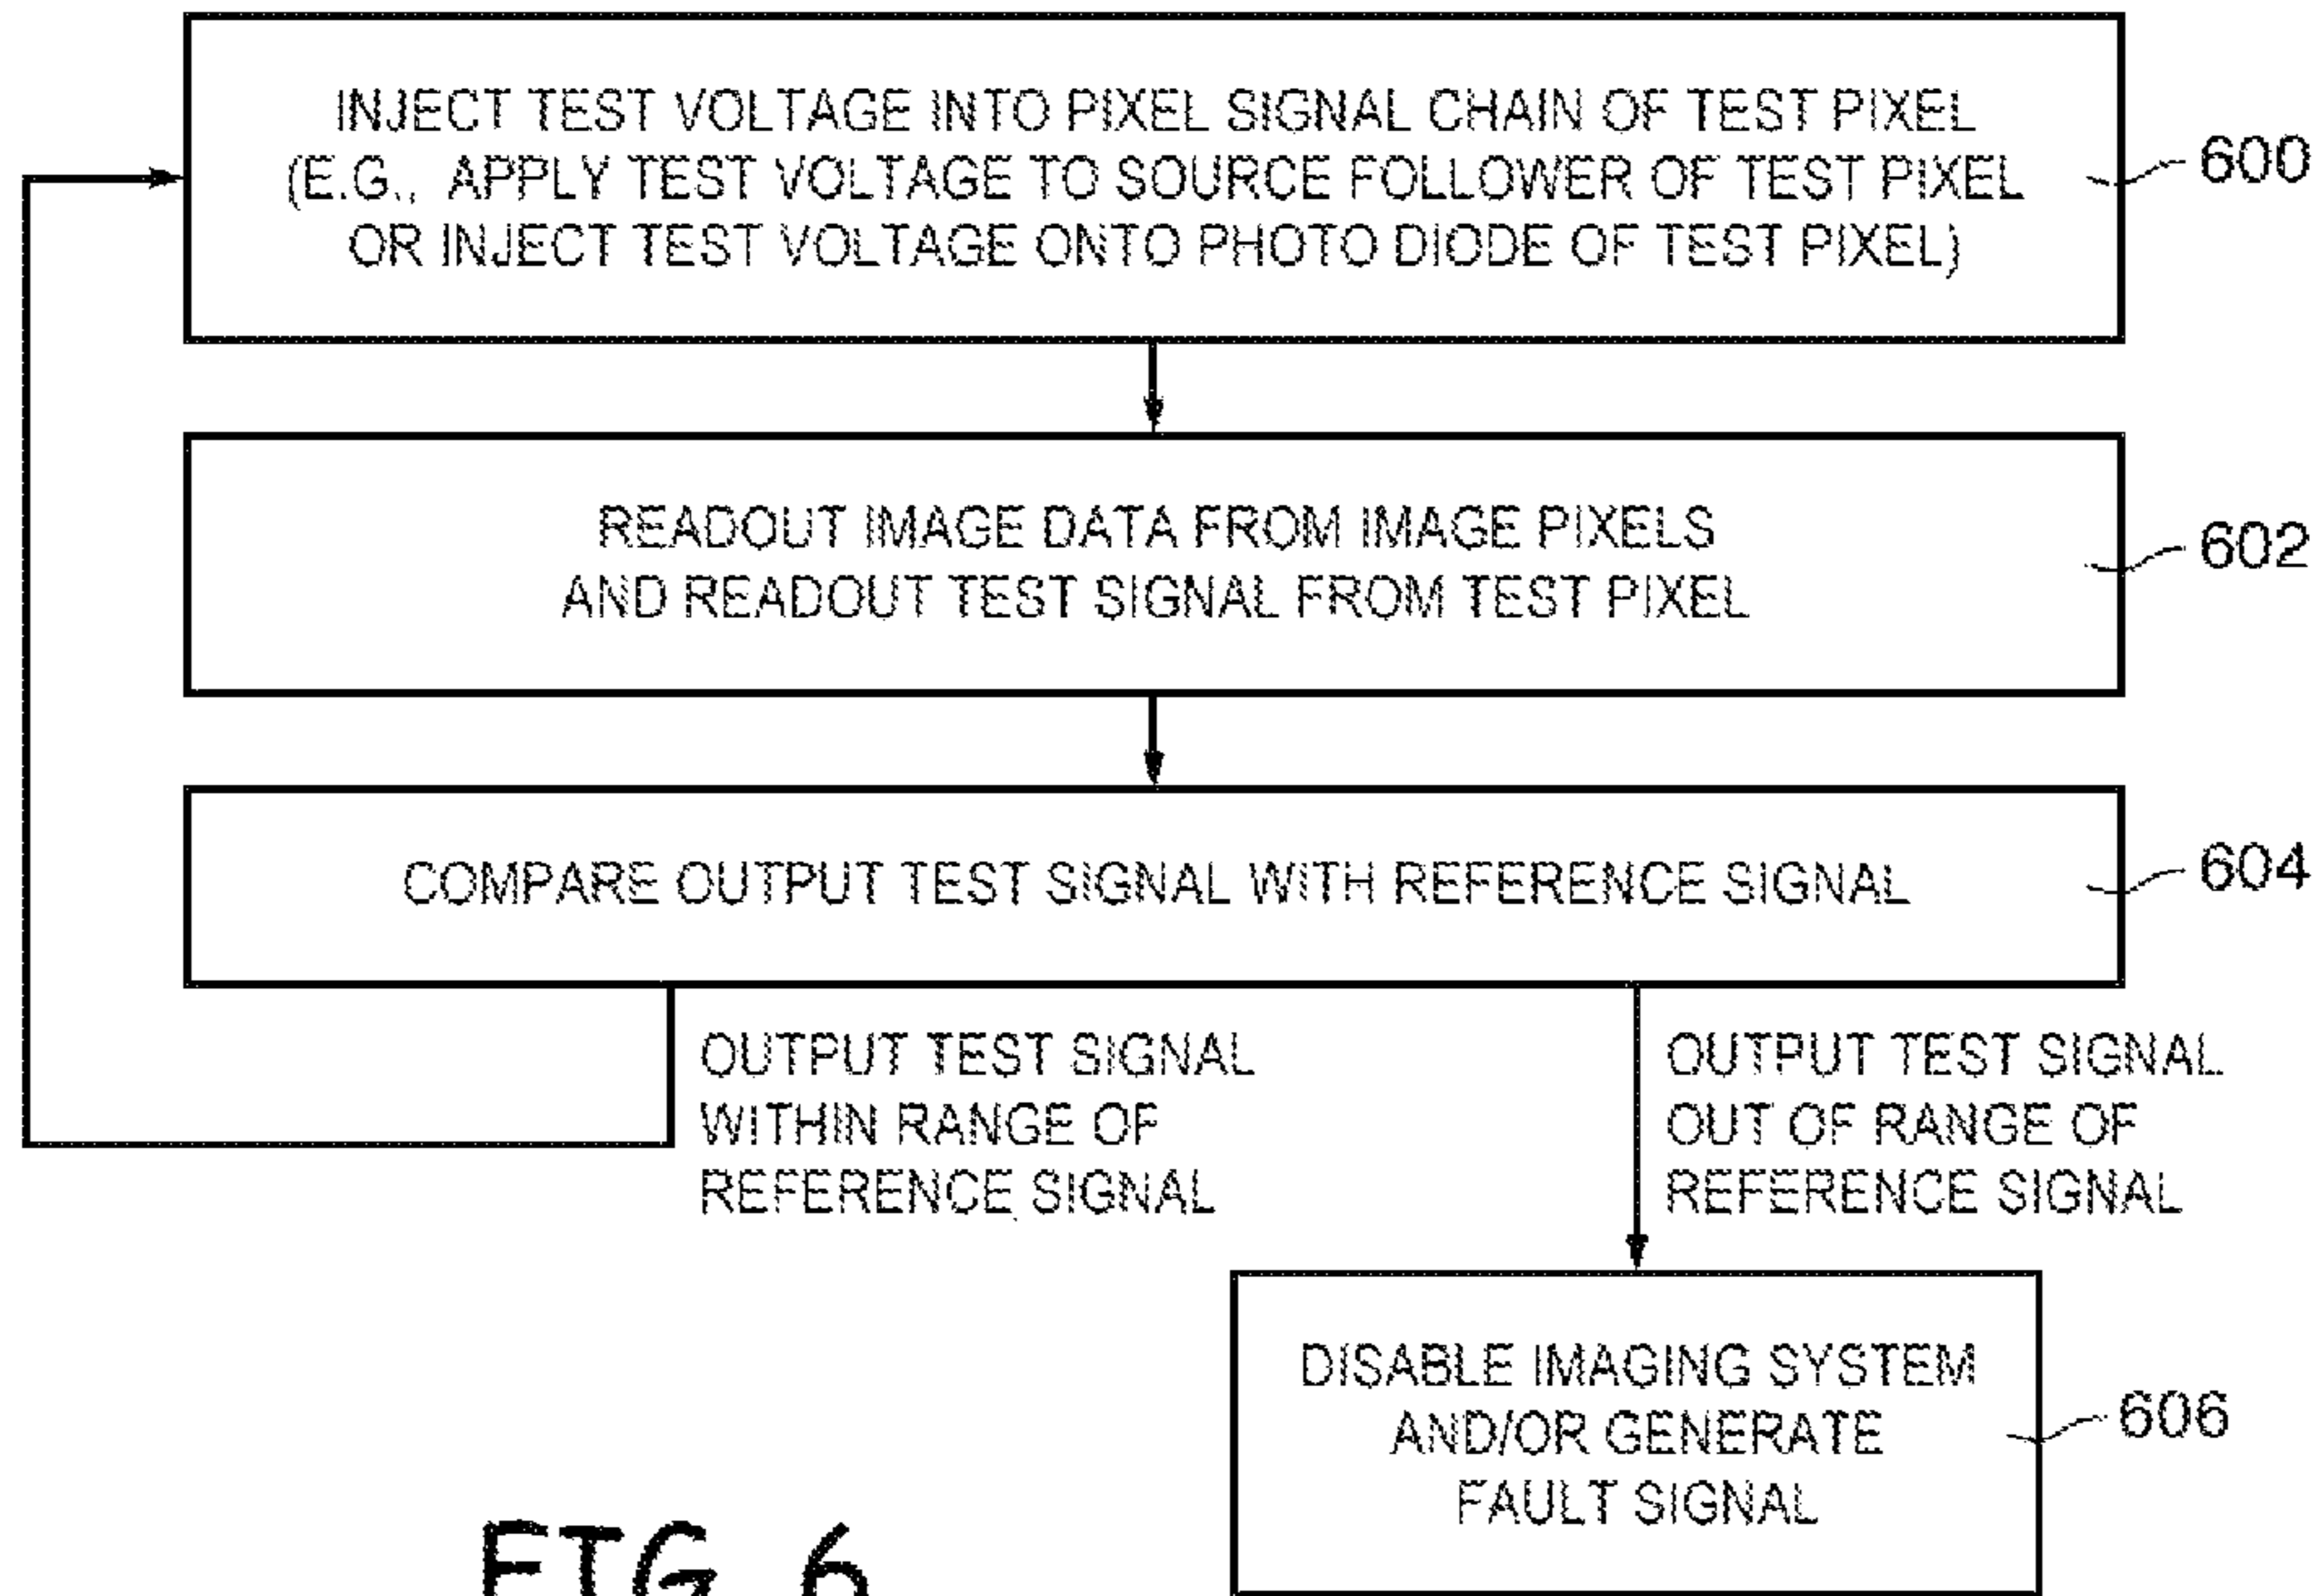 INJECT TEST VOLTAGE INTO PIXEL SIGNAL CHAIN OF TEST PIXEL
(E.G., APPLY TEST VOLTAGE TO SOURCE FOLLOWER OF TEST PIXEL
OR INJECT TEST VOLTAGE ONTO PHOTO DIODE OF TEST PIXEL)
600
READOUT IMAGE DATA FROM IMAGE PIXELS
AND READOUT TEST SIGNAL FROM TEST PIXEL
602
COMPARE OUTPUT TEST SIGNAL WITH REFERENCE SIGNAL
604
OUTPUT TEST SIGNAL
WITHIN RANGE OF
REFERENCE SIGNAL
OUTPUT TEST SIGNAL
OUT OF RANGE OF
REFERENCE SIGNAL
DISABLE IMAGING SYSTEM
AND/OR GENERATE
FAULT SIGNAL
606
FIG. 6